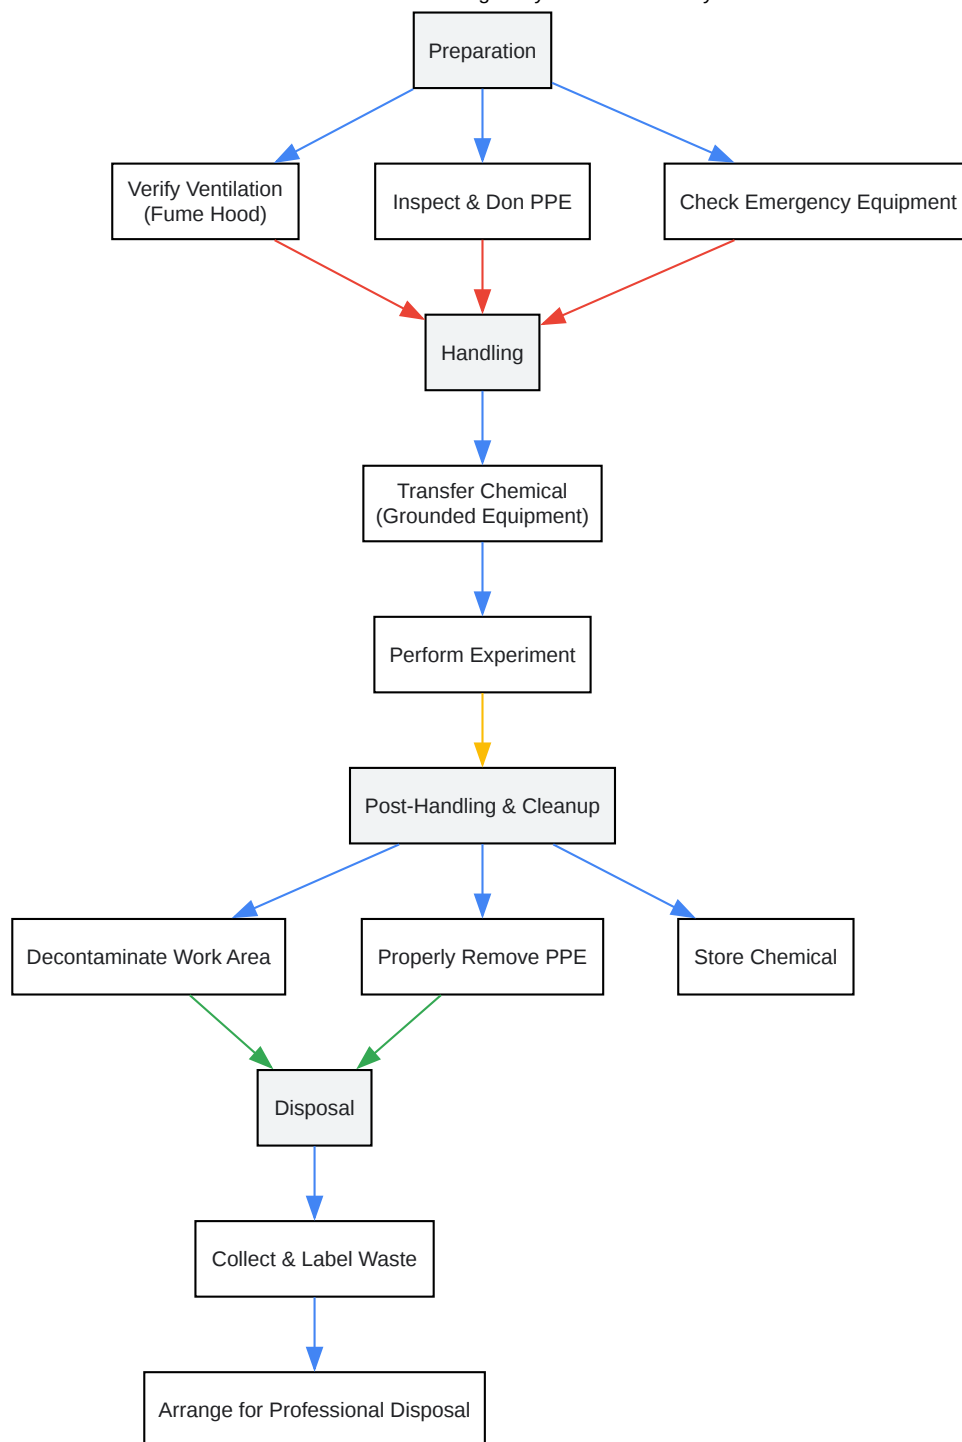 Preparation
Verify Ventilation
(Fume Hood)
Inspect & Don PPE
Check Emergency Equipment
Handling
Transfer Chemical
(Grounded Equipment)
Perform Experiment
Post-Handling & Cleanup
Decontaminate Work Area
Properly Remove PPE
Store Chemical
Disposal
Collect & Label Waste
Arrange for Professional Disposal